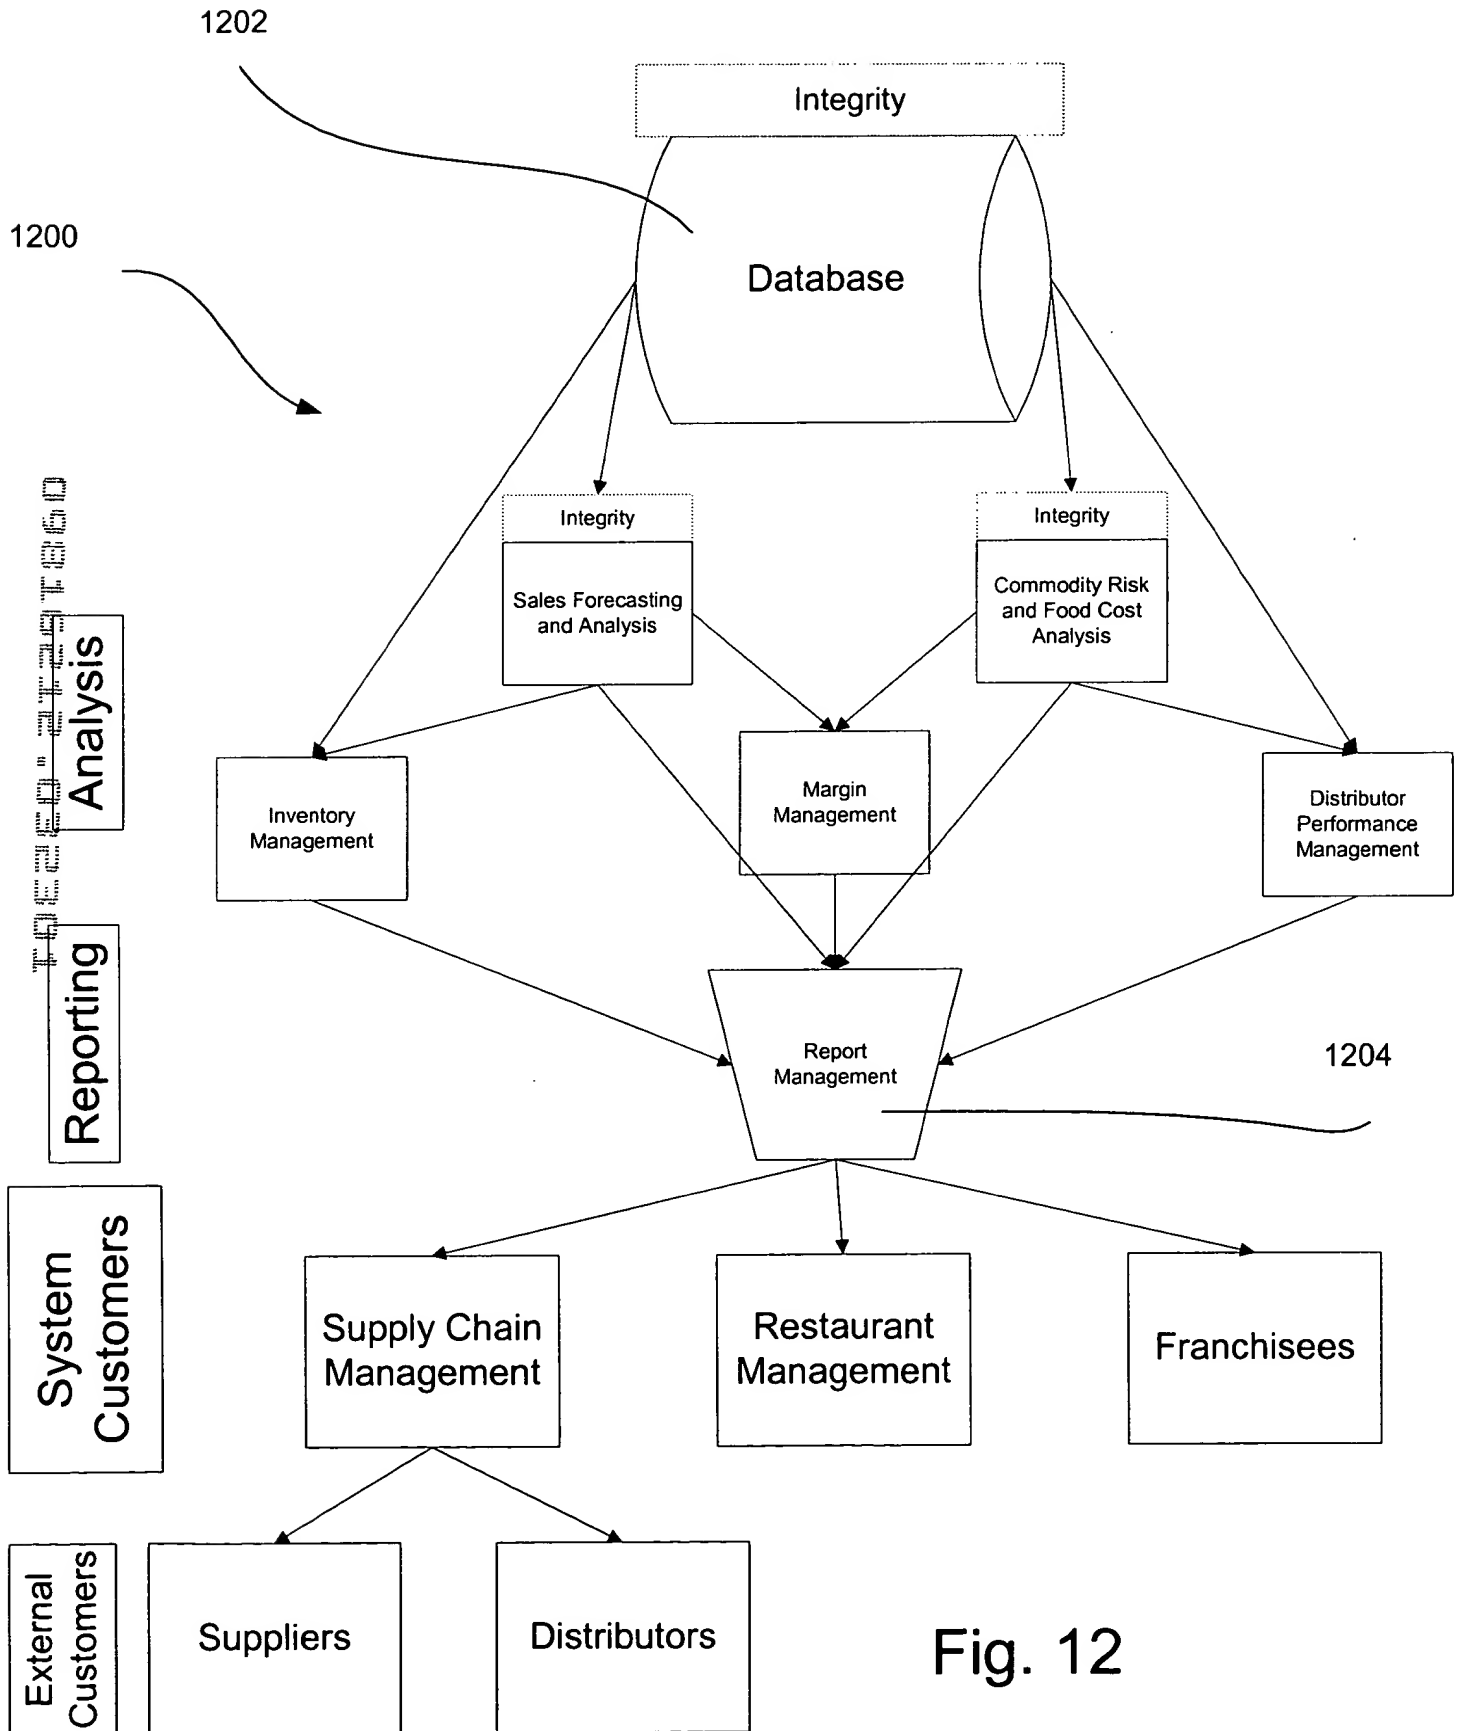 1202
Integrity
1200
Database
Integrity
Integrity
Sales Forecasting
and Analysis
Commodity Risk
and Food Cost
Analysis
Analysis
Inventory
Management
Margin
Management
Distributor
Performance
Management
Reporting
Report
Management
1204
System
Customers
Supply Chain
Management
Restaurant
Management
Franchisees
External
Customers
Suppliers
Distributors
Fig. 12